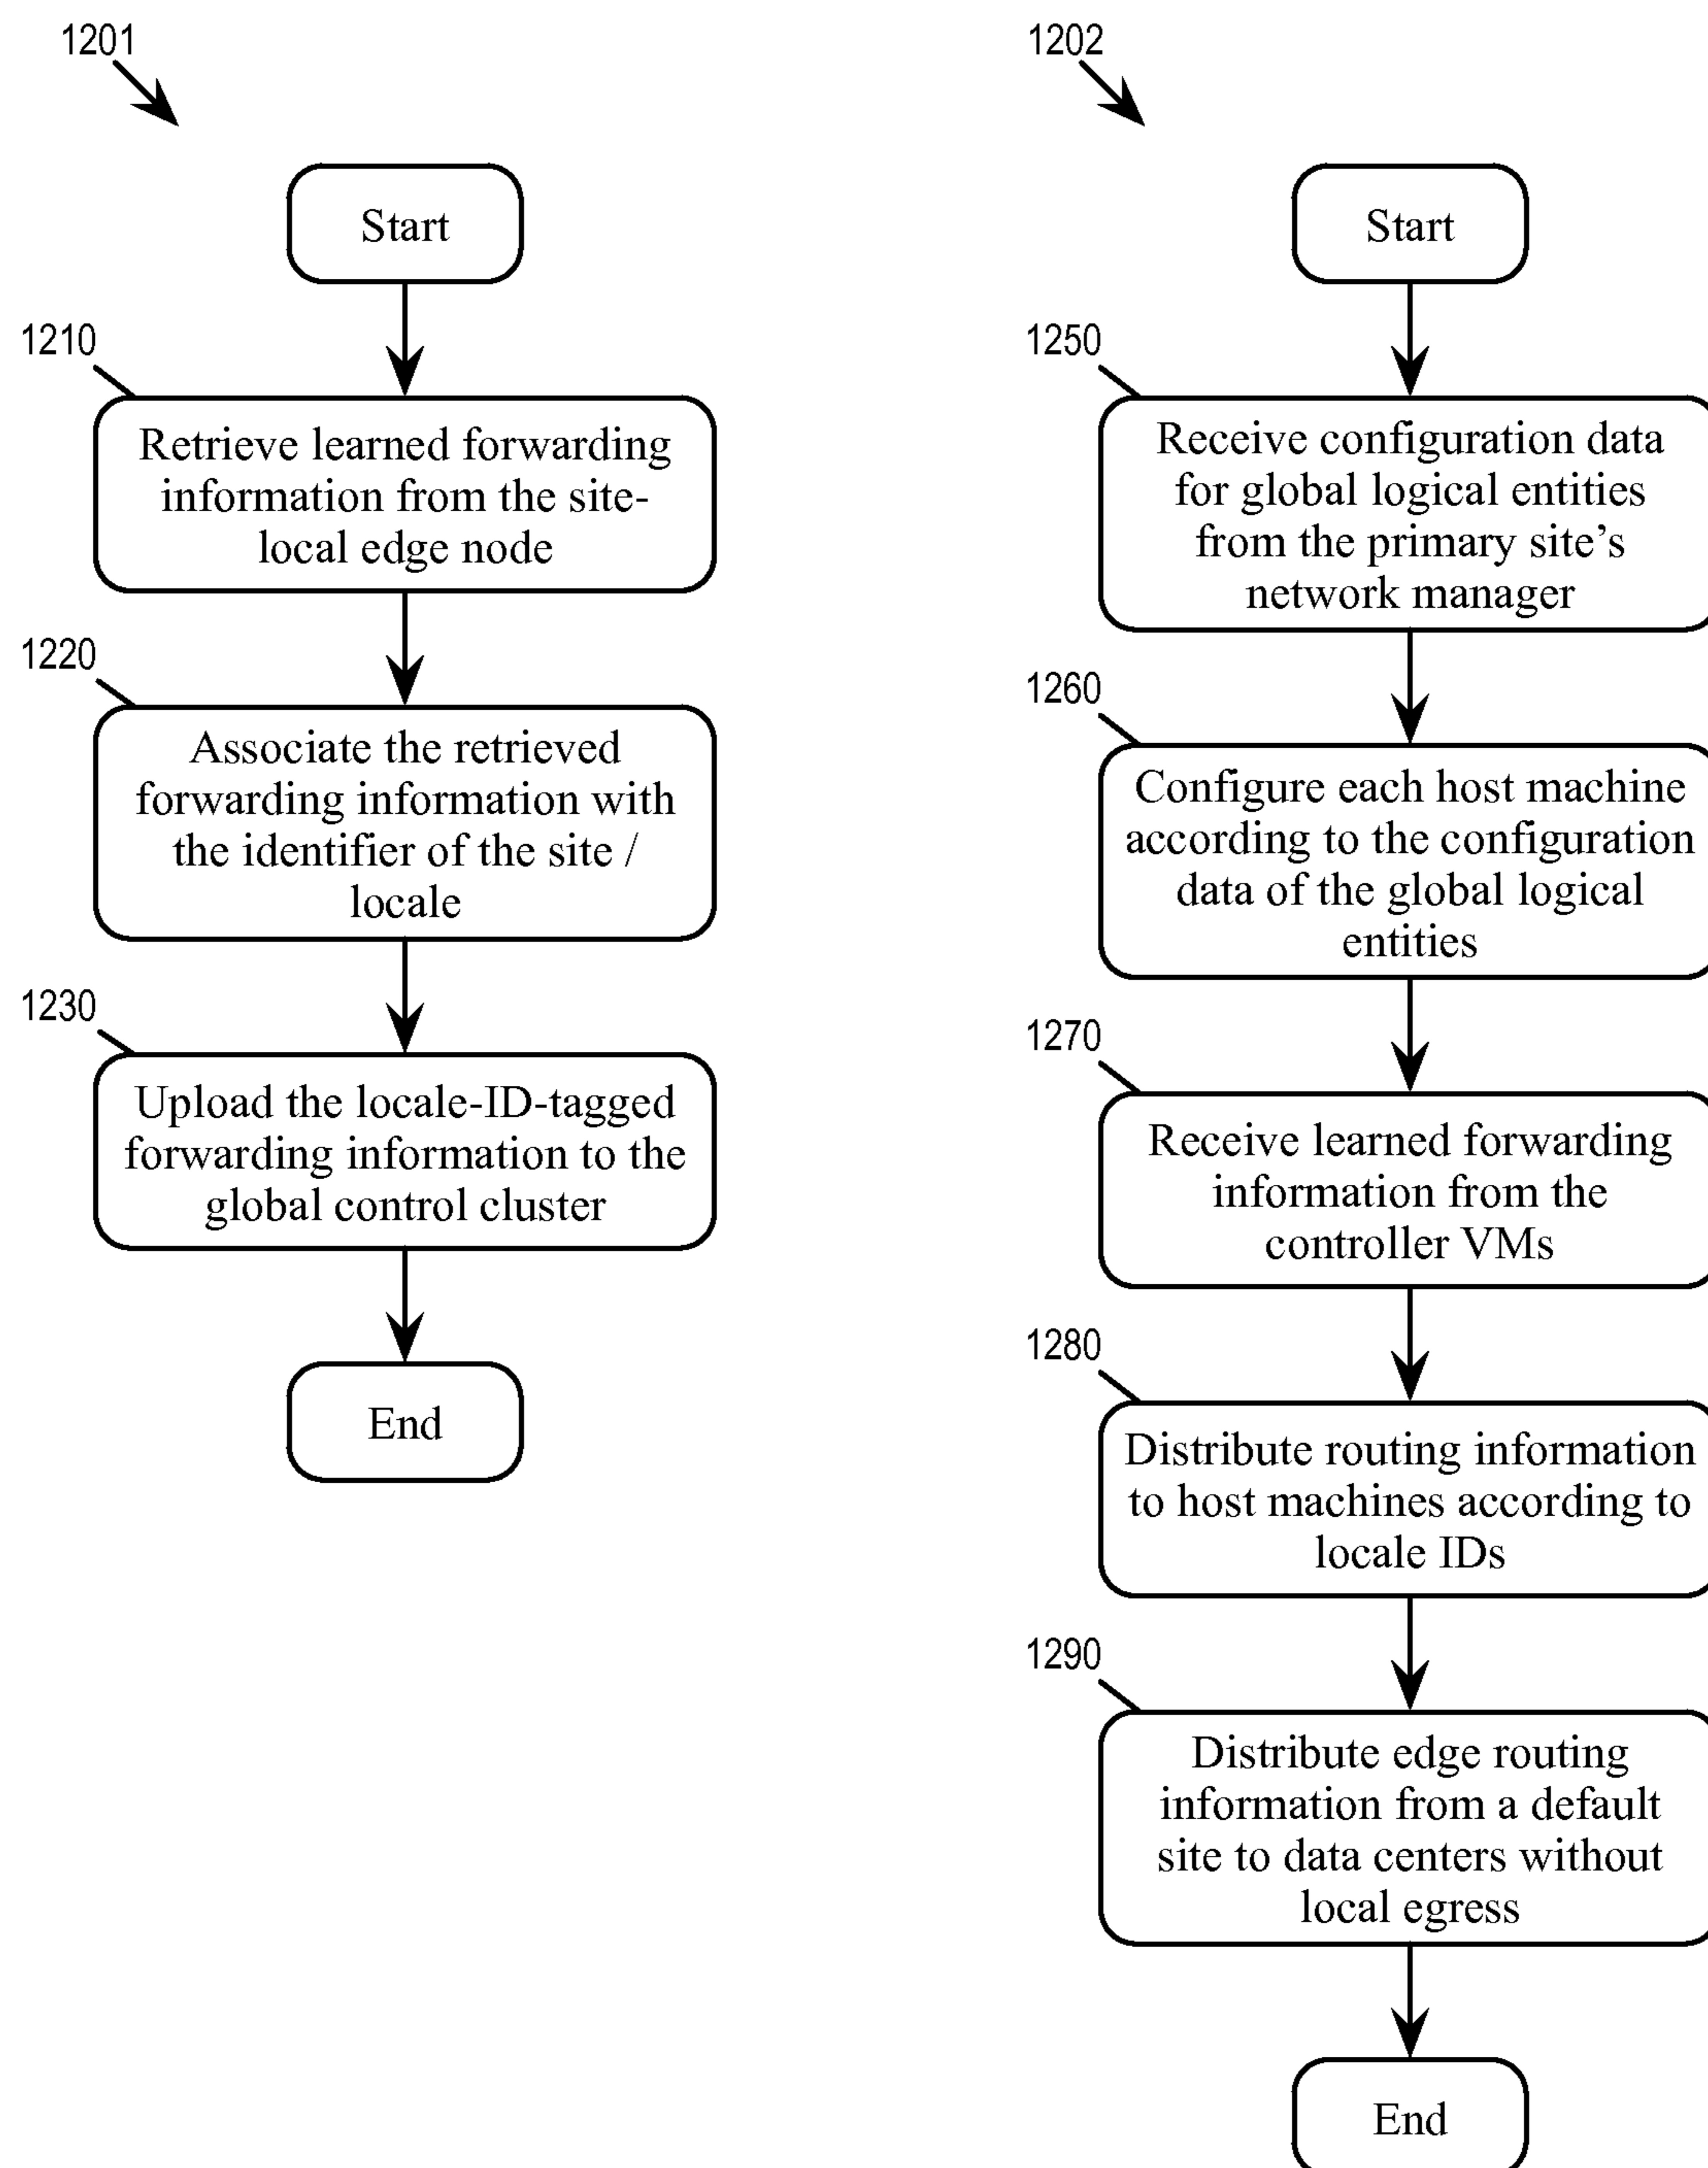 1201
Start
1210
Retrieve learned forwarding
information from the site-
local edge node
1220
Associate the retrieved
forwarding information with
the identifier of the site /
locale
1230
Upload the locale-ID-tagged
forwarding information to the
global control cluster
End
1202
Start
1250
Receive configuration data
for global logical entities
from the primary site’s
network manager
1260
Configure each host machine
according to the configuration
data of the global logical
entities
1270
Receive learned forwarding
information from the
controller VMs
1280
Distribute routing information
to host machines according to
locale IDs
1290
Distribute edge routing
information from a default
site to data centers without
local egress
End